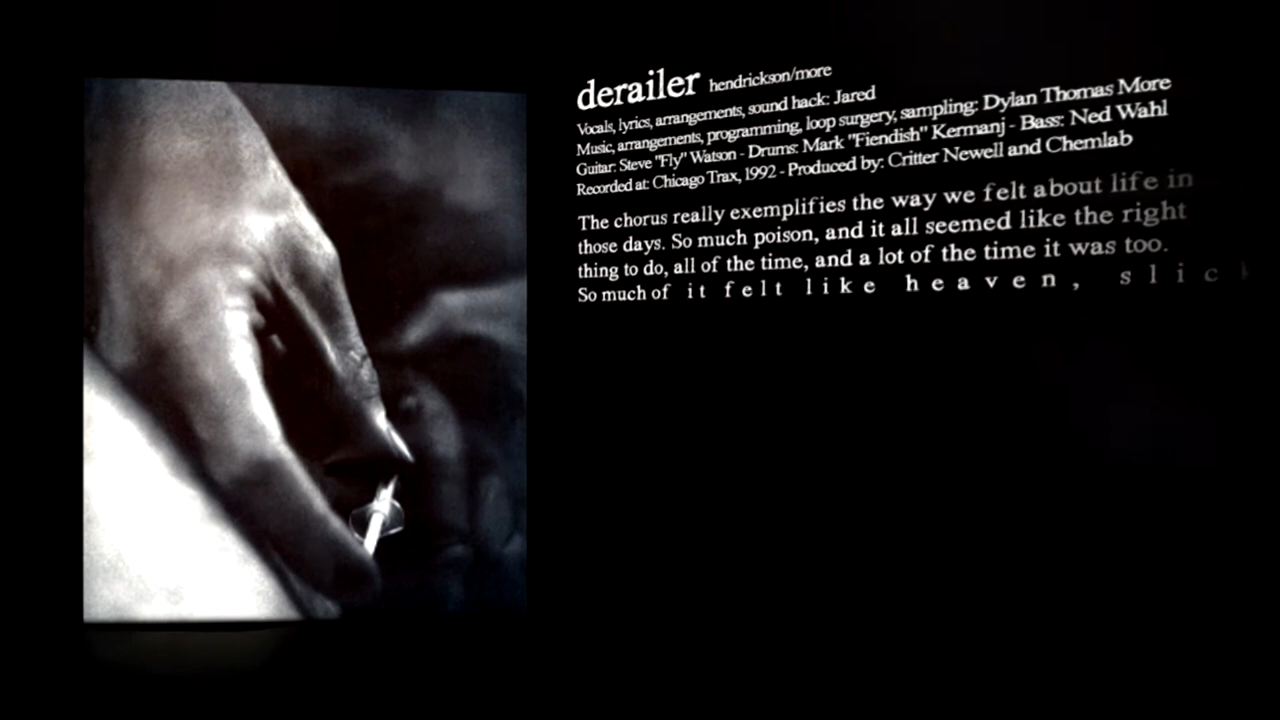 derailer hendrickson/more
Vocals, lyrics, arrangements, sound hack: Jared
Music, arrangements, programming, loop surgery, sampling: Dylan Thomas More
Guitar: Steve "Fly" Watson - Drums: Mark "Fiendish" Kermanj - Bass: Ned Wahl
Recorded at: Chicago Trax, 1992 - Produced by: Critter Newell and Chemlab
The chorus really exemplifies the way we felt about life in
those days. So much poison, and it all seemed like the right
thing to do, all of the time, and a lot of the time it was too.
So much of it felt like heaven,